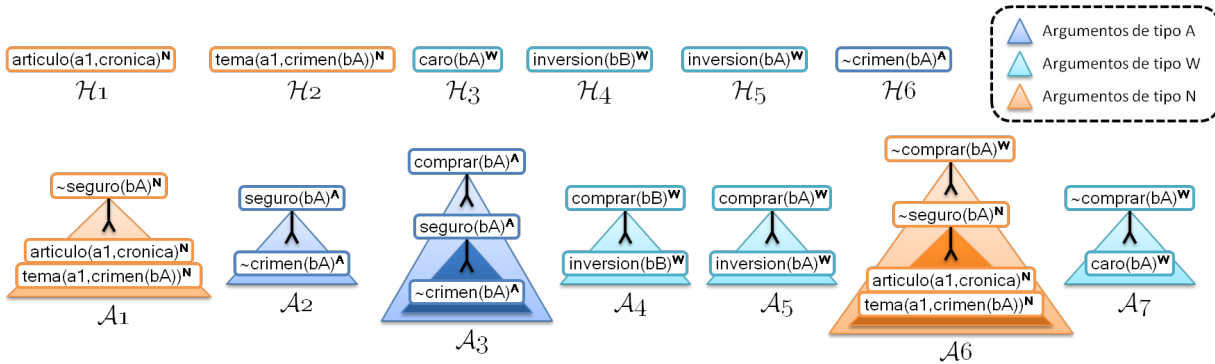 articulo(a1,cronica)ᴺ
tema(a1,crimen(bA))ᴺ
caro(bA)ᵂ
inversion(bB)ᵂ
inversion(bA)ᵂ
~crimen(bA)ᴬ
H1
H2
H3
H4
H5
H6
Argumentos de tipo A
Argumentos de tipo W
Argumentos de tipo N
~seguro(bA)ᴺ
articulo(a1,cronica)ᴺ
tema(a1,crimen(bA))ᴺ
A1
seguro(bA)ᴬ
~crimen(bA)ᴬ
A2
comprar(bA)ᴬ
seguro(bA)ᴬ
~crimen(bA)ᴬ
A3
comprar(bB)ᵂ
inversion(bB)ᵂ
A4
comprar(bA)ᵂ
inversion(bA)ᵂ
A5
~comprar(bA)ᵂ
~seguro(bA)ᴺ
articulo(a1,cronica)ᴺ
tema(a1,crimen(bA))ᴺ
A6
~comprar(bA)ᵂ
caro(bA)ᵂ
A7